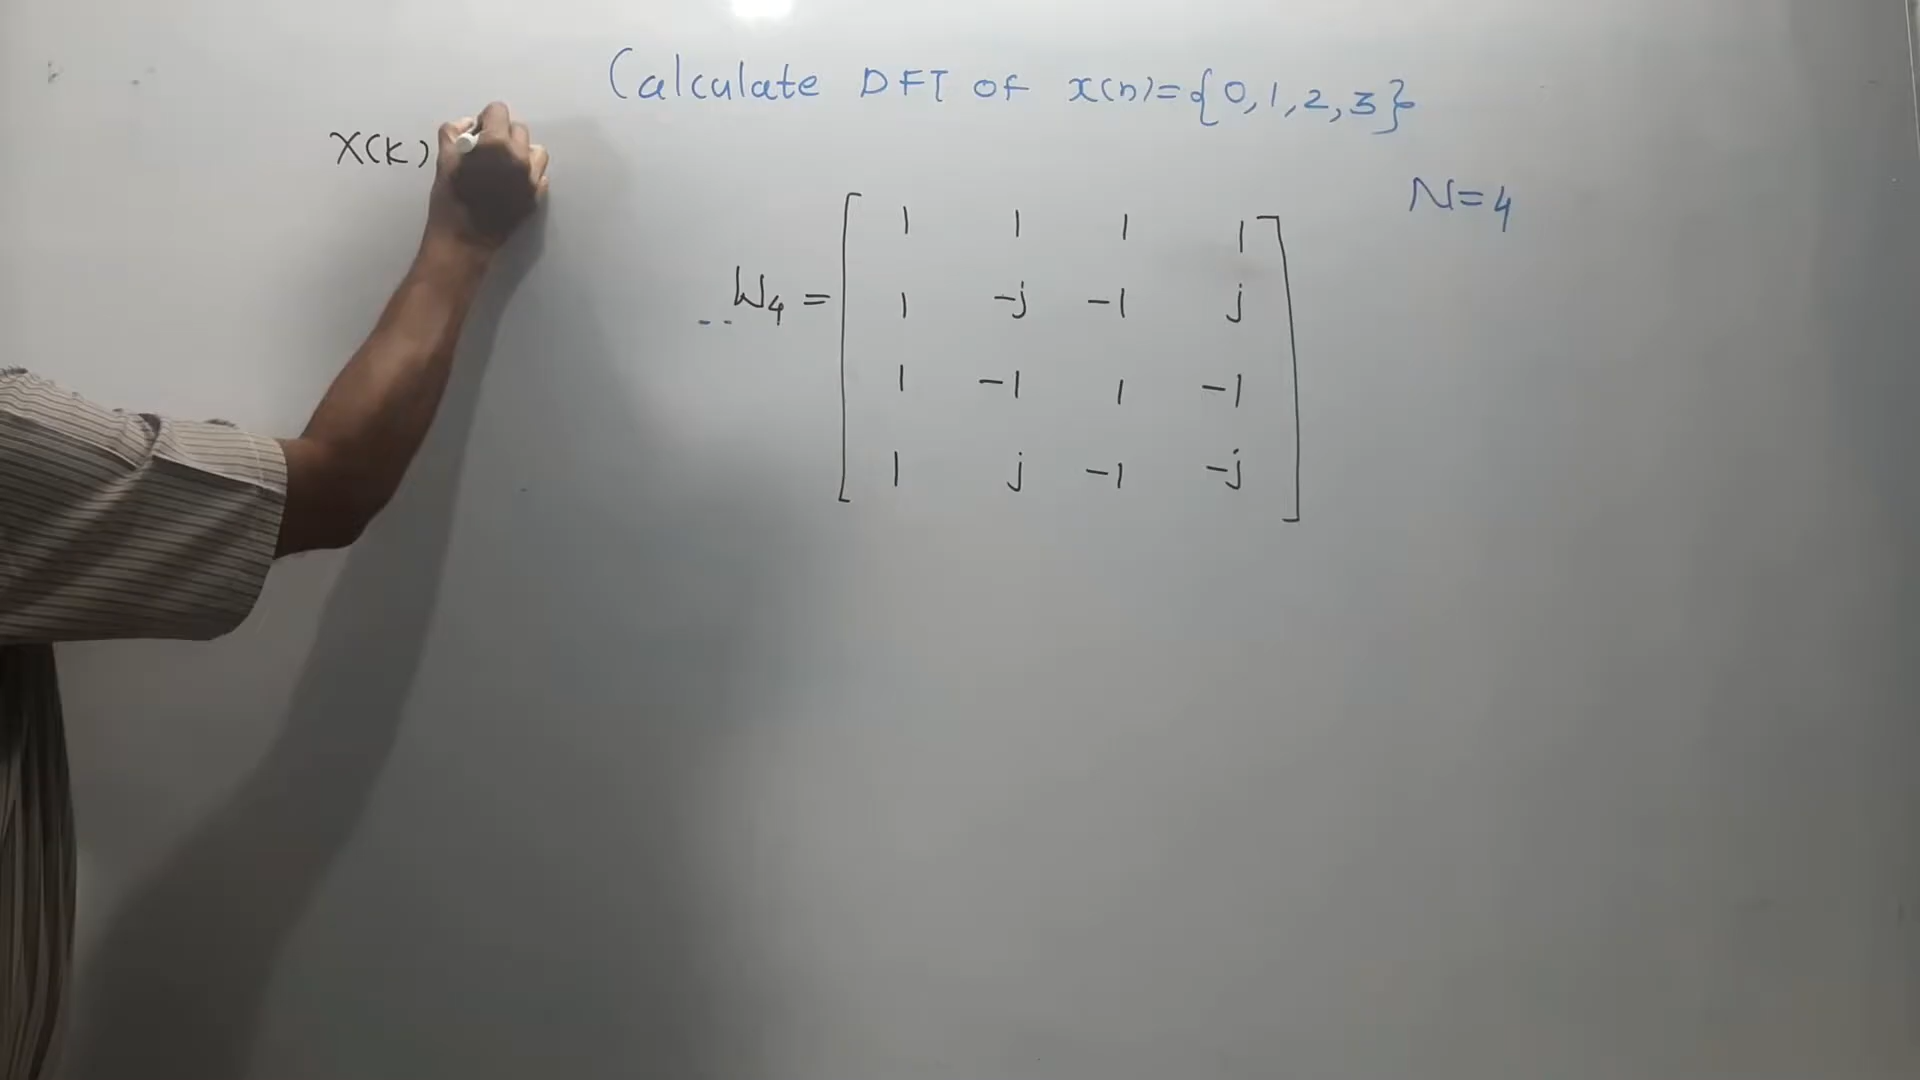 Calculate DFT of x(n)={0,1,2,3}
X(K)
N=4
W4 =
1 1 1 1
1 -j -1 j
1 -1 1 -1
1 j -1 -j